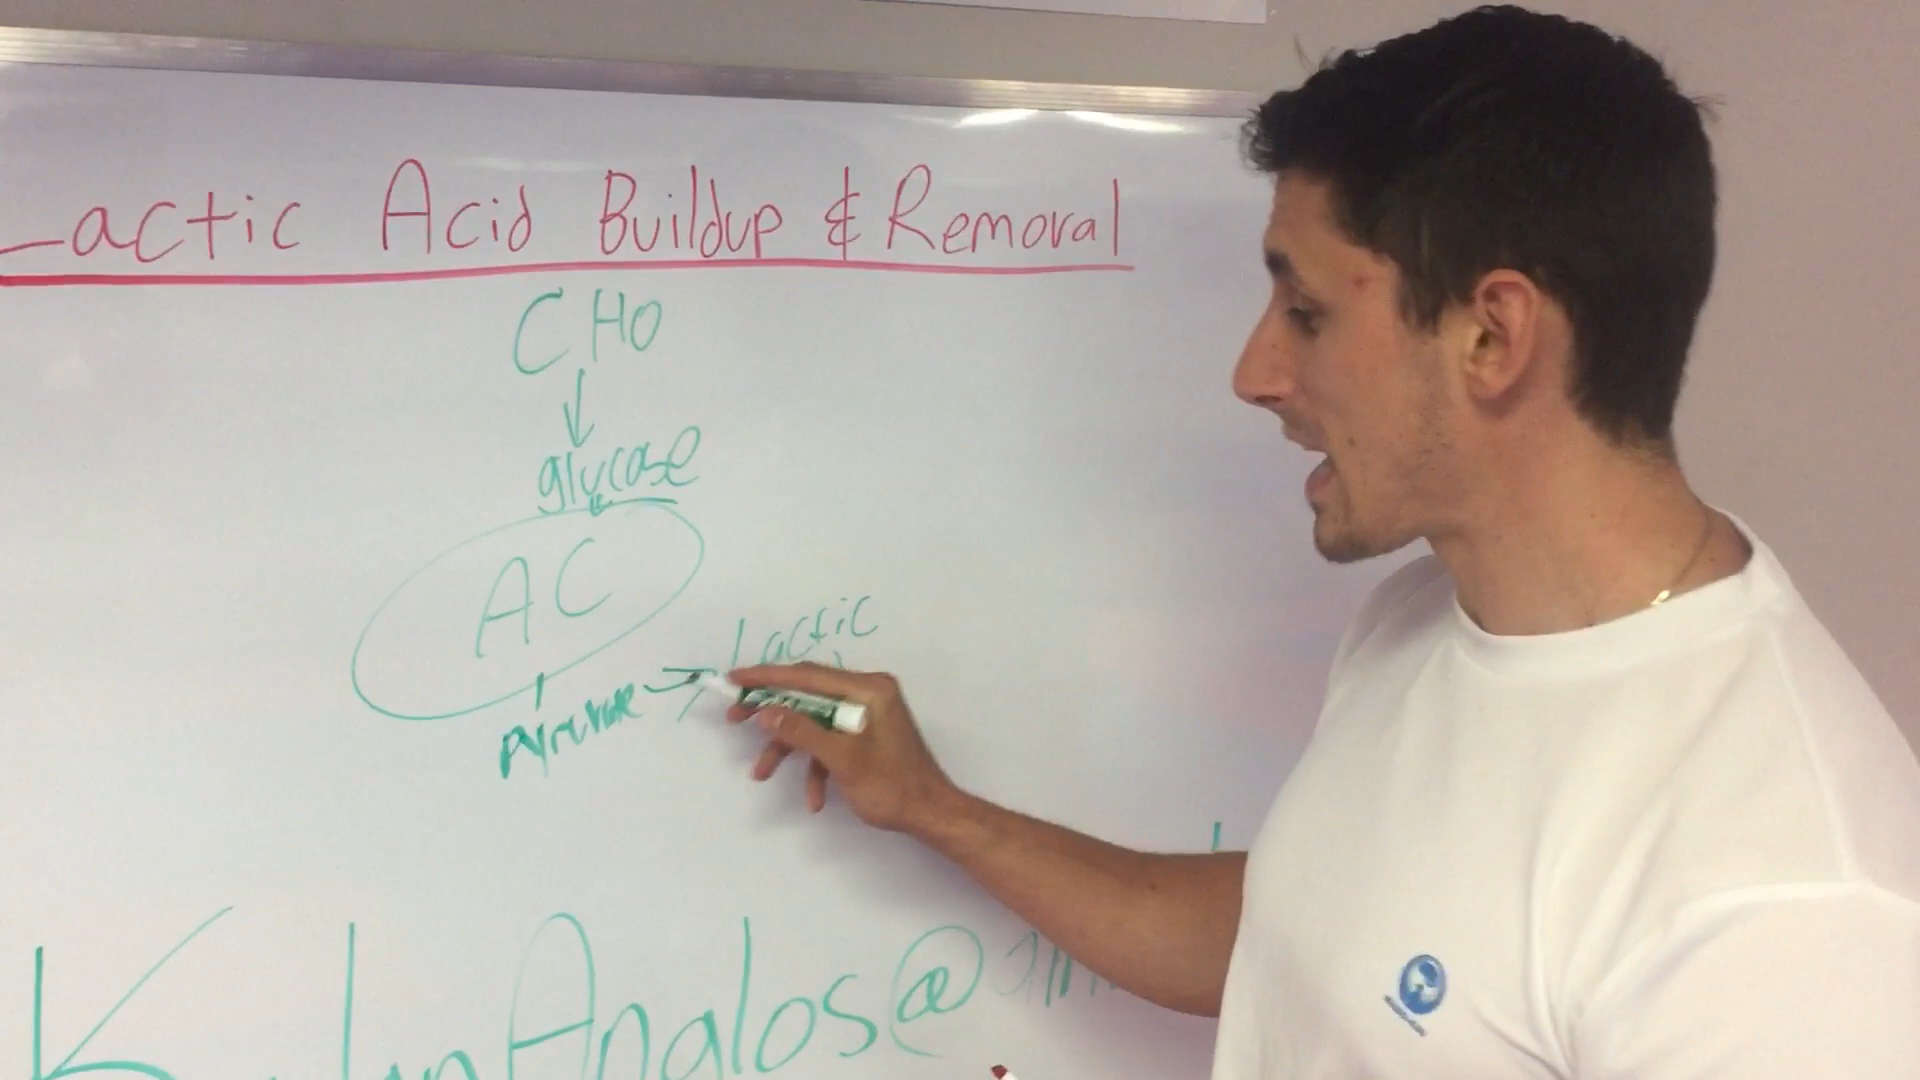 Lactic Acid Buildup & Removal
CHO
glucose
AC
Lactic
pyruvate